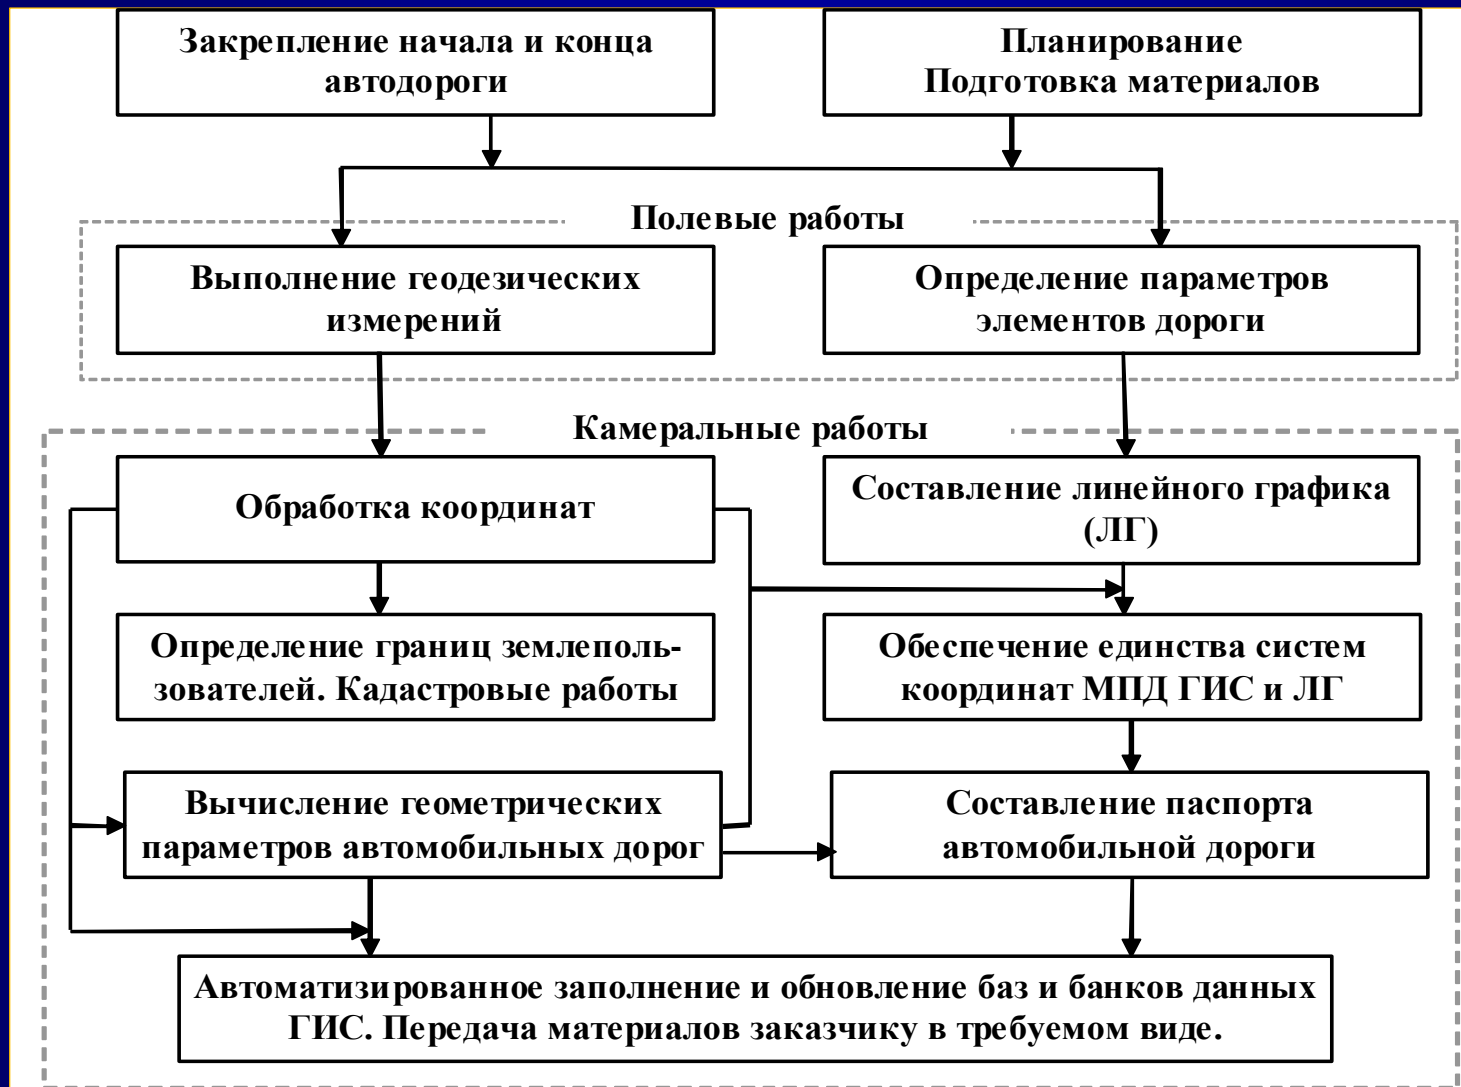 Закрепление начала и конца
автодороги
Планирование
Подготовка материалов
Полевые работы
Выполнение геодезических
измерений
Определение параметров
элементов дороги
Камеральные работы
Обработка координат
Составление линейного графика
(ЛГ)
Определение границ землеполь-
зователей. Кадастровые работы
Обеспечение единства систем
координат МПД ГИС и ЛГ
Вычисление геометрических
параметров автомобильных дорог
Составление паспорта
автомобильной дороги
Автоматизированное заполнение и обновление баз и банков данных
ГИС. Передача материалов заказчику в требуемом виде.